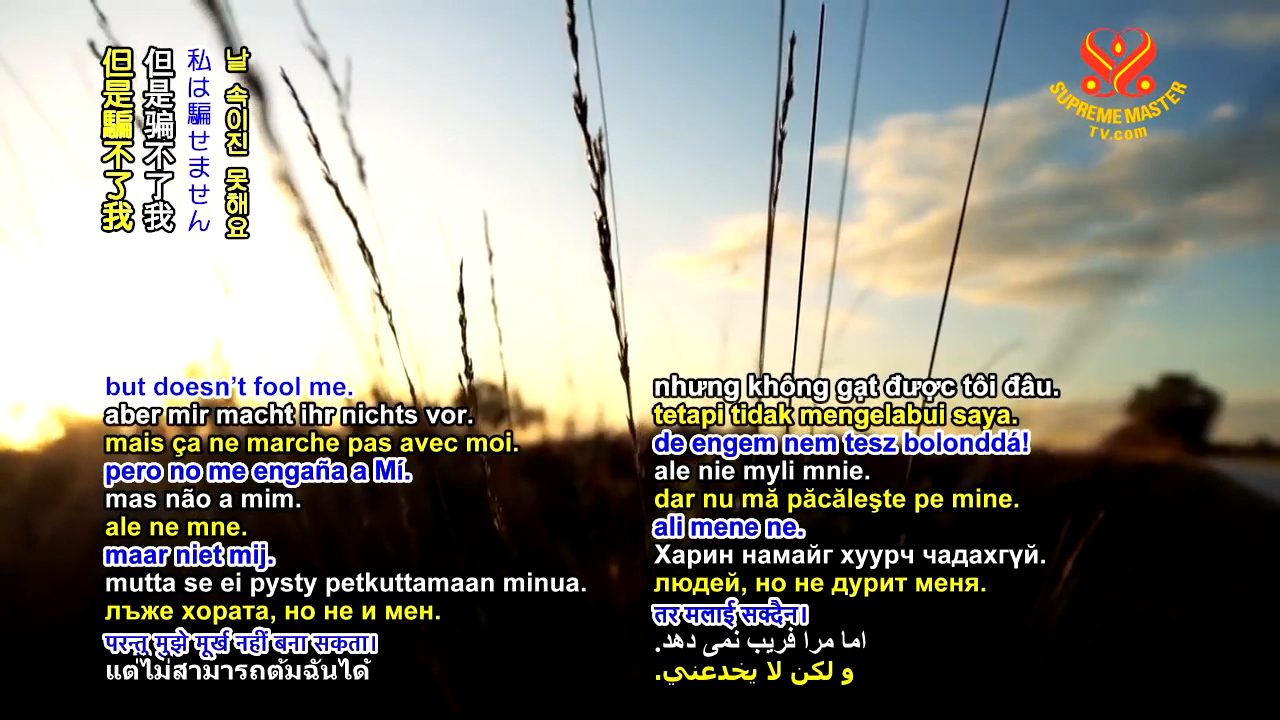 但是騙不了我
但是骗不了我
私は騙せません
날 속이진 못해요
SUPREME MASTER
TV.com
but doesn’t fool me.
aber mir macht ihr nichts vor.
mais ça ne marche pas avec moi.
pero no me engaña a Mí.
mas não a mim.
ale ne mne.
maar niet mij.
mutta se ei pysty petkuttamaan minua.
лъже хората, но не и мен.
परन्तु मुझे मूर्ख नहीं बना सकता।
แต่ไม่สามารถต้มฉันได้
nhưng không gạt được tôi đâu.
tetapi tidak mengelabui saya.
de engem nem tesz bolonddá!
ale nie myli mnie.
dar nu mă păcăleşte pe mine.
ali mene ne.
Харин намайг хуурч чадахгүй.
людей, но не дурит меня.
तर मलाई सक्दैन।
اما مرا فریب نمی دهد.
و لكن لا يخدعني.